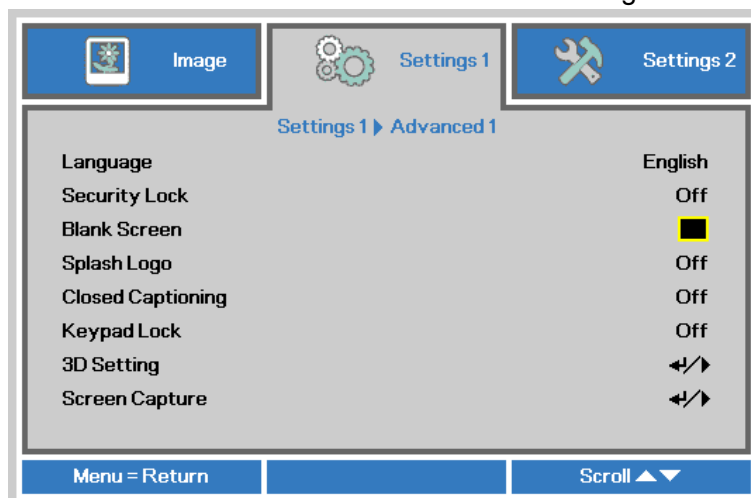 Image Settings 1 Settings 2
Settings 1 Advanced 1
Language English
Security Lock Off
Blank Screen
Splash Logo Off
Closed Captioning Off
Keypad Lock Off
3D Setting
Screen Capture
Menu = Return Scroll